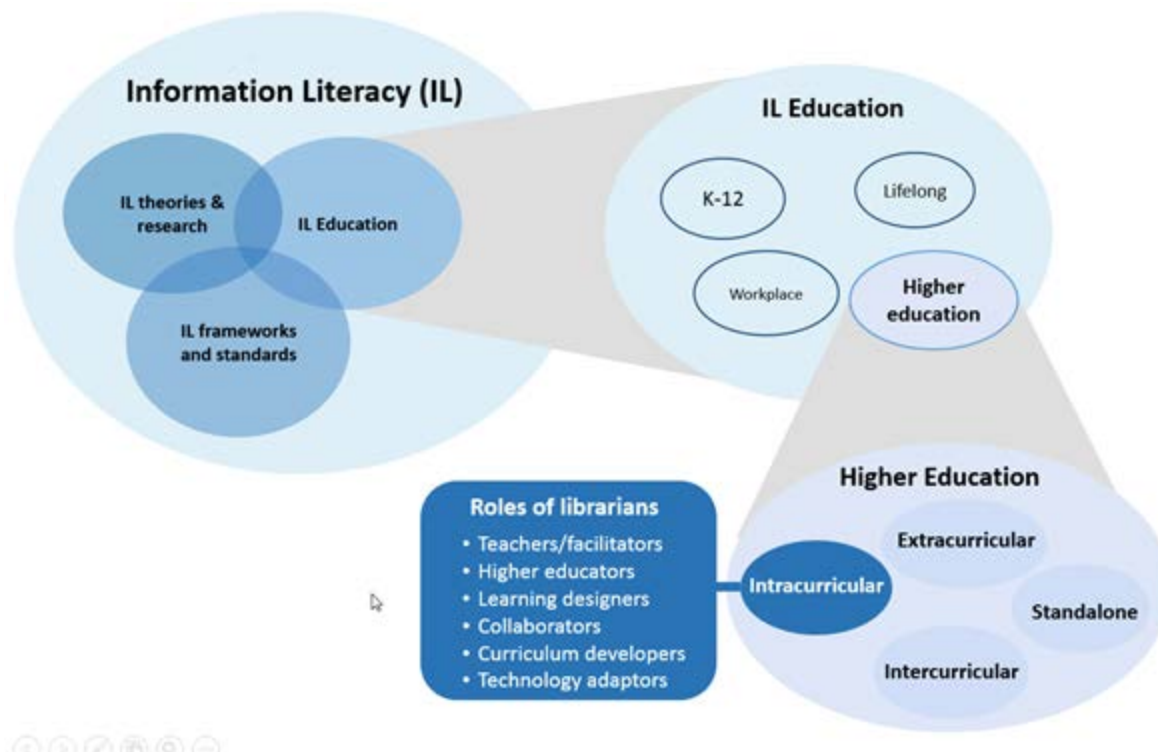 Information Literacy (IL)
IL theories &
research
IL Education
IL frameworks
and standards
IL Education
K-12
Lifelong
Workplace
Higher
education
Higher Education
Extracurricular
Intracurricular
Standalone
Intercurricular
Roles of librarians
• Teachers/facilitators
• Higher educators
• Learning designers
• Collaborators
• Curriculum developers
• Technology adaptors